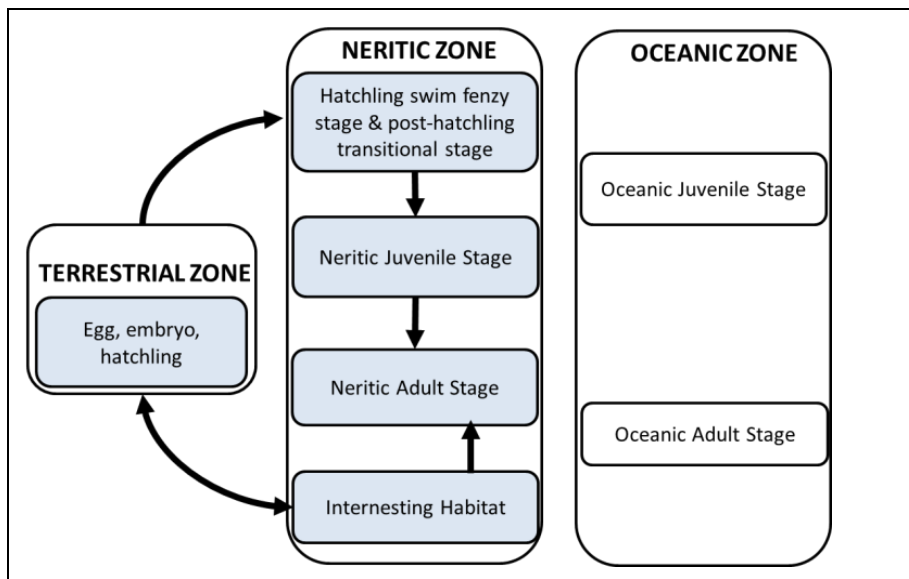 NERITIC ZONE
Hatchling swim fenzy
stage & post-hatchling
transitional stage
Neritic Juvenile Stage
Neritic Adult Stage
Internesting Habitat
OCEANIC ZONE
Oceanic Juvenile Stage
Oceanic Adult Stage
TERRESTRIAL ZONE
Egg, embryo,
hatchling